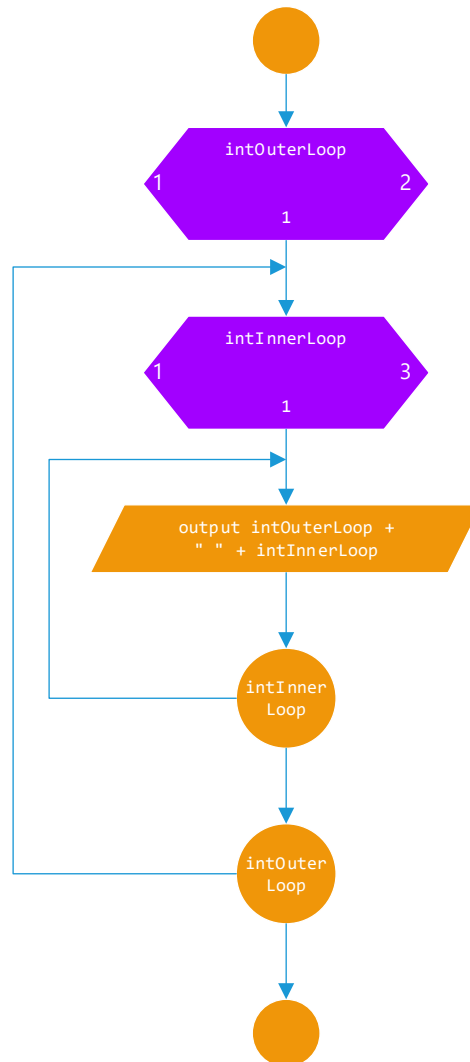 intOuterLoop
1 2
1
intInnerLoop
1 3
1
output intOuterLoop +
" " + intInnerLoop
intInner
Loop
intOuter
Loop